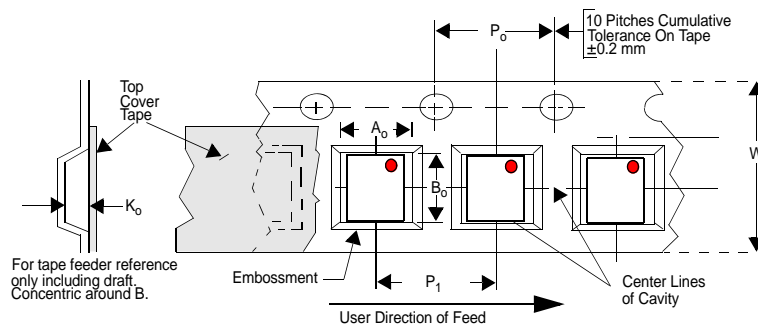 10 Pitches Cumulative
Tolerance On Tape
±0.2 mm
Po
Top
Cover
Tape
Ao
W
Bo
Ko
For tape feeder reference
only including draft.
Concentric around B.
Embossment
P1
Center Lines
of Cavity
User Direction of Feed